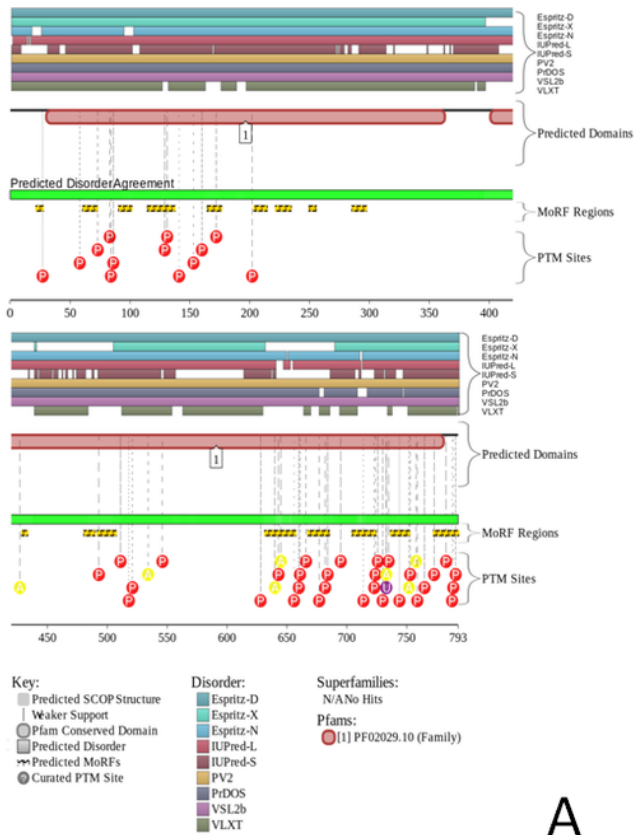 Espritz-D
Espritz-X
Espritz-N
IUPred-L
IUPred-S
PV2
PrDOS
VSL2b
VLXT
1
Predicted Domains
Predicted Disorder Agreement
MoRF Regions
P P P P P P P P P P P P P
PTM Sites
0 50 100 150 200 250 300 350 400
Espritz-D
Espritz-X
Espritz-N
IUPred-L
IUPred-S
PV2
PrDOS
VSL2b
VLXT
1
Predicted Domains
MoRF Regions
PTM Sites
450 500 550 600 650 700 750 793
Key:
Predicted SCOP Structure
Weaker Support
Pfam Conserved Domain
Predicted Disorder
Predicted MoRFs
? Curated PTM Site
Disorder:
Espritz-D
Espritz-X
Espritz-N
IUPred-L
IUPred-S
PV2
PrDOS
VSL2b
VLXT
Superfamilies:
N/A No Hits
Pfams:
[1] PF02029.10 (Family)
A